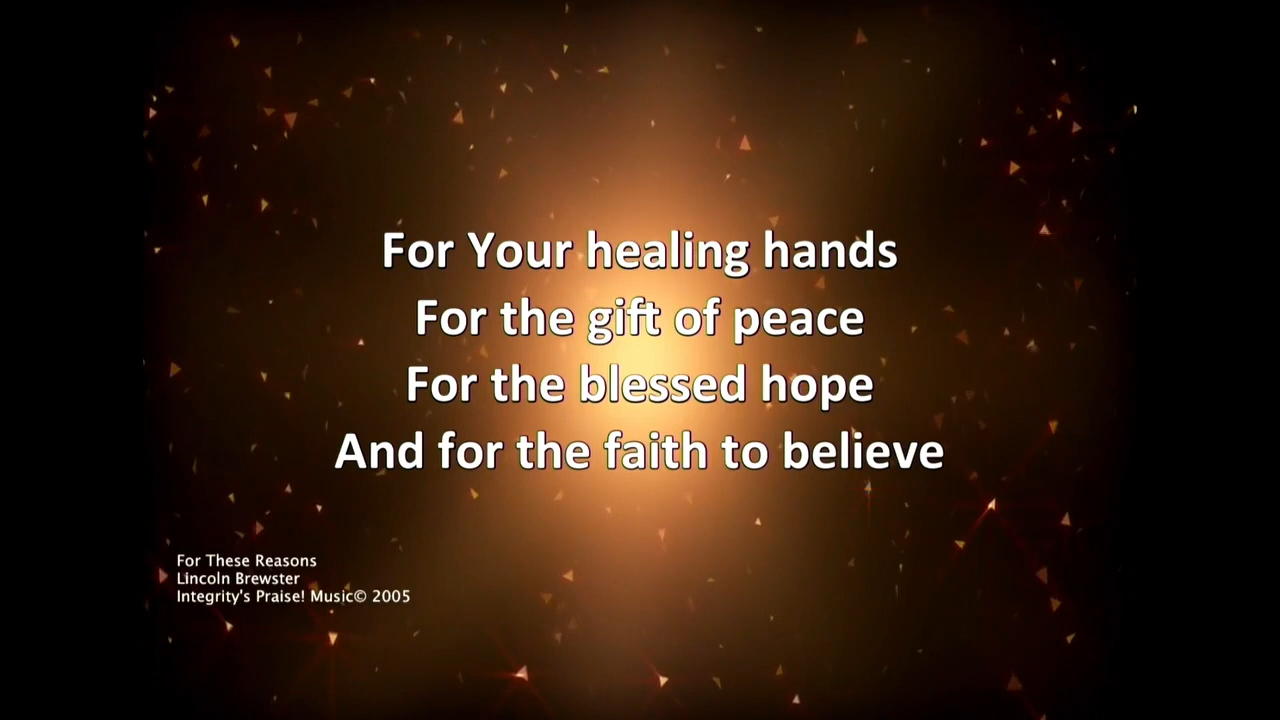 For Your healing hands
For the gift of peace
For the blessed hope
And for the faith to believe
For These Reasons
Lincoln Brewster
Integrity's Praise! Music© 2005